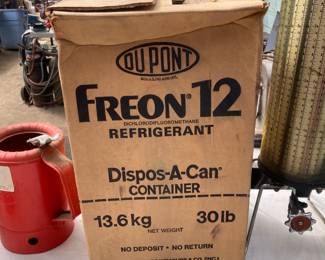 DU PONT
FREON® 12
DICHLORODIFLUOROMETHANE
REFRIGERANT
Dispos-A-Can®
CONTAINER
13.6 kg 30 lb
NET WEIGHT
NO DEPOSIT • NO RETURN